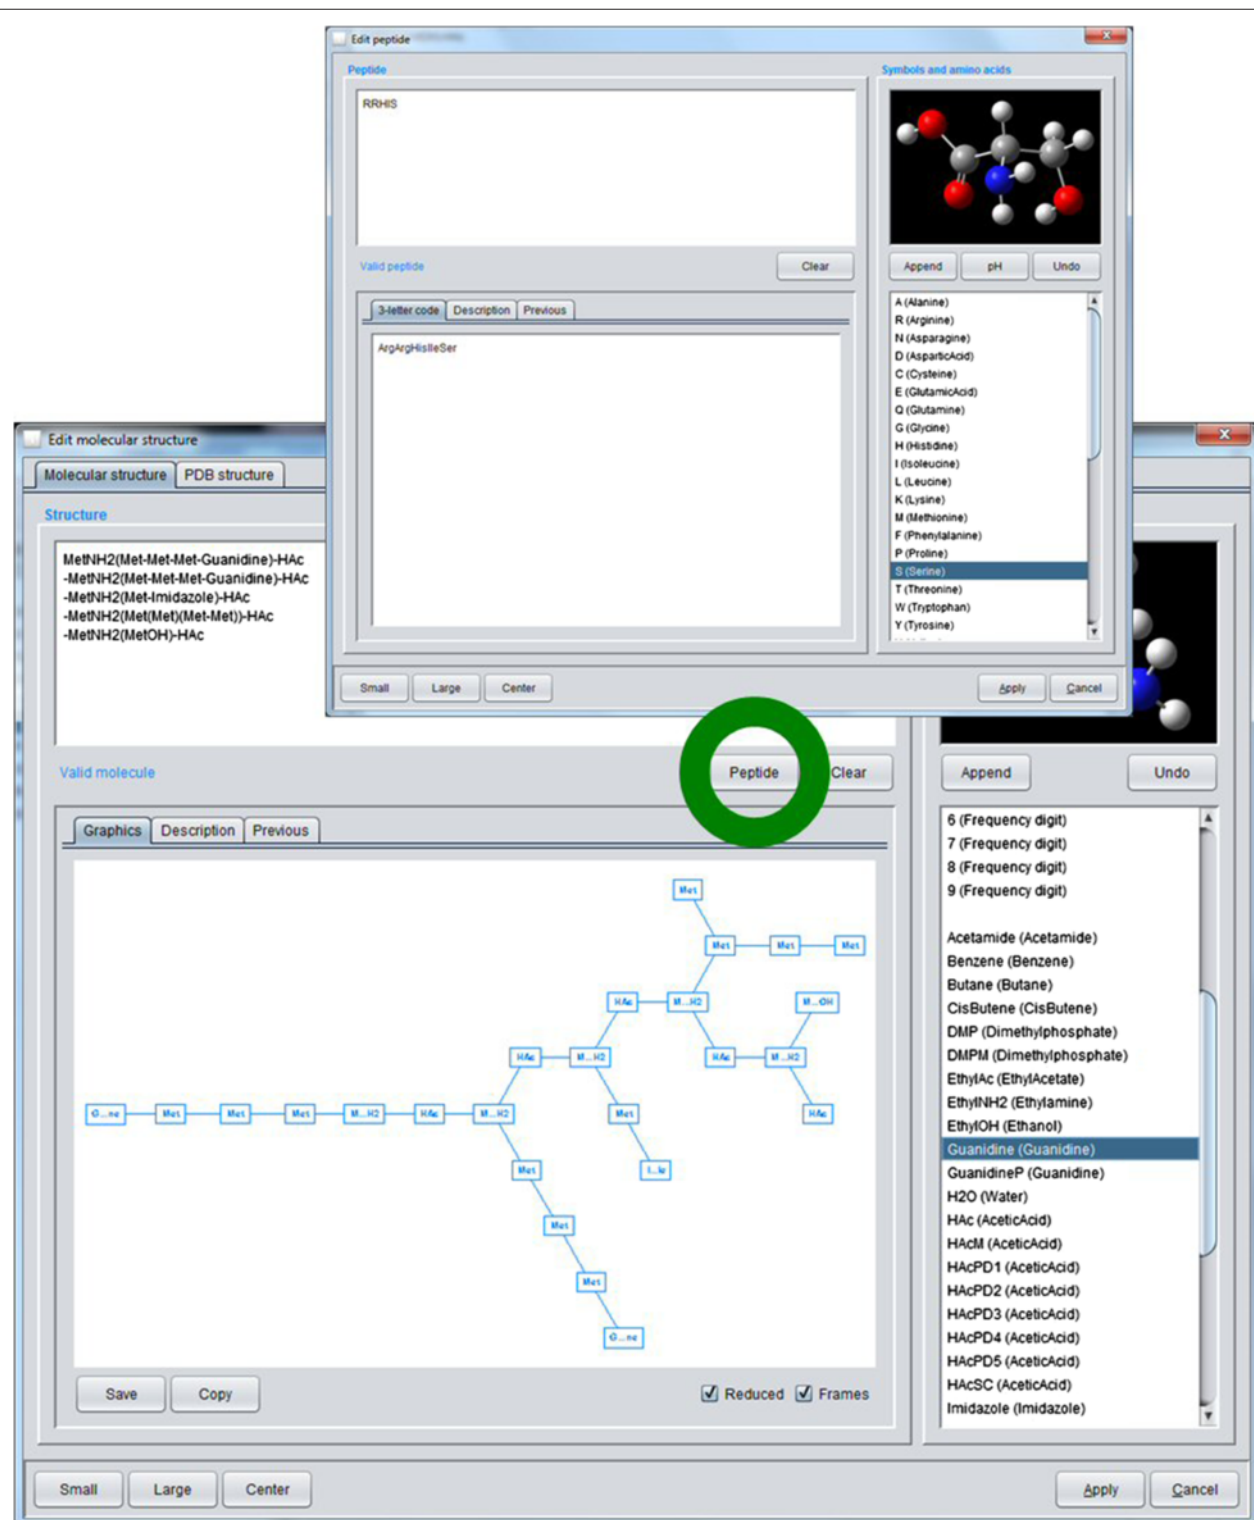 Edit peptide
Peptide
Symbols and amino acids
RRHIS
Valid peptide
Clear
Append
pH
Undo
3-letter code
Description
Previous
ArgArgHisIleSer
A (Alanine)
R (Arginine)
N (Asparagine)
D (AsparticAcid)
C (Cysteine)
E (GlutamicAcid)
Q (Glutamine)
G (Glycine)
H (Histidine)
I (Isoleucine)
L (Leucine)
K (Lysine)
M (Methionine)
F (Phenylalanine)
P (Proline)
S (Serine)
T (Threonine)
W (Tryptophan)
Y (Tyrosine)
Small
Large
Center
Apply
Cancel
Edit molecular structure
Molecular structure
PDB structure
Structure
MetNH2(Met-Met-Met-Guanidine)-HAc
-MetNH2(Met-Met-Met-Guanidine)-HAc
-MetNH2(Met-Imidazole)-HAc
-MetNH2(Met(Met)(Met-Met))-HAc
-MetNH2(MetOH)-HAc
Valid molecule
Peptide
Clear
Append
Undo
Graphics
Description
Previous
Met
Met Met Met
HAc M...H2 M...OH
HAc M...H2 HAc M...H2
G...ne Met Met Met M...H2 HAc M...H2 Met HAc
Met I...le
Met
Met
G...ne
Save
Copy
Reduced
Frames
6 (Frequency digit)
7 (Frequency digit)
8 (Frequency digit)
9 (Frequency digit)
Acetamide (Acetamide)
Benzene (Benzene)
Butane (Butane)
CisButene (CisButene)
DMP (Dimethylphosphate)
DMPM (Dimethylphosphate)
EthylAc (EthylAcetate)
EthylNH2 (Ethylamine)
EthylOH (Ethanol)
Guanidine (Guanidine)
GuanidineP (Guanidine)
H2O (Water)
HAc (AceticAcid)
HAcM (AceticAcid)
HAcPD1 (AceticAcid)
HAcPD2 (AceticAcid)
HAcPD3 (AceticAcid)
HAcPD4 (AceticAcid)
HAcPD5 (AceticAcid)
HAcSC (AceticAcid)
Imidazole (Imidazole)
Small
Large
Center
Apply
Cancel